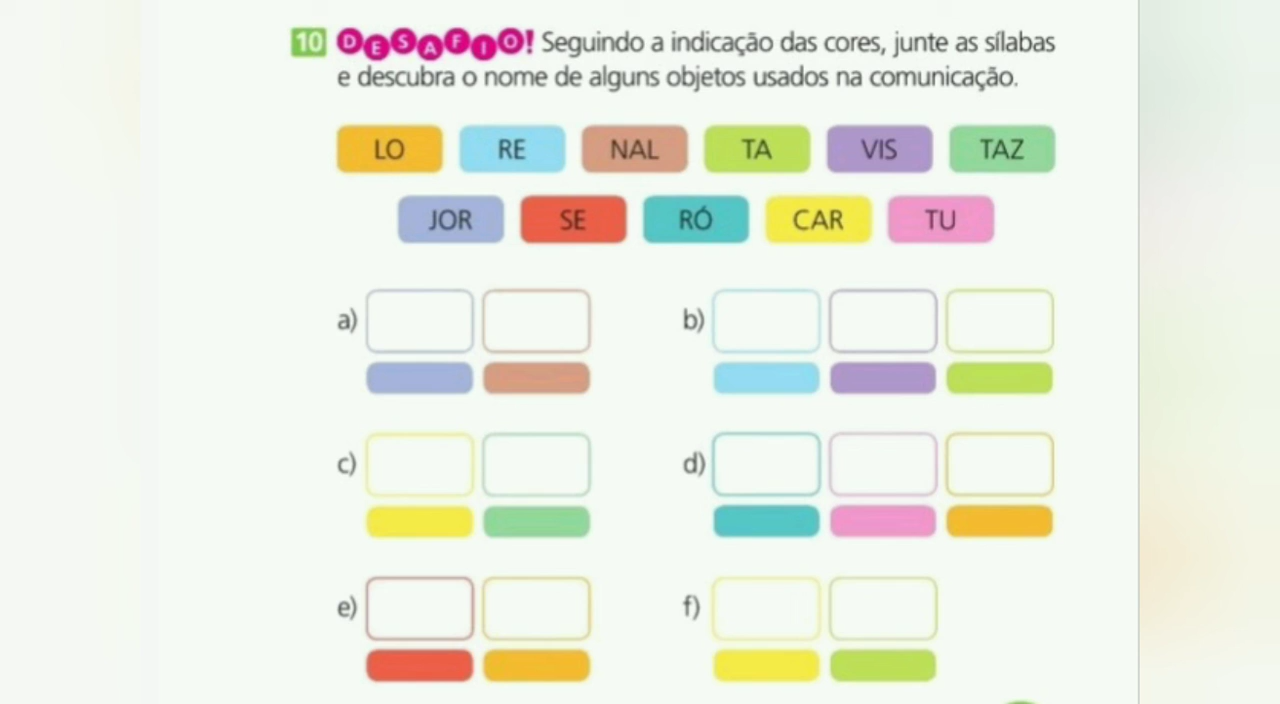 10 DESAFIO! Seguindo a indicação das cores, junte as sílabas
e descubra o nome de alguns objetos usados na comunicação.
LO RE NAL TA VIS TAZ
JOR SE RÓ CAR TU
a) b)
c) d)
e) f)